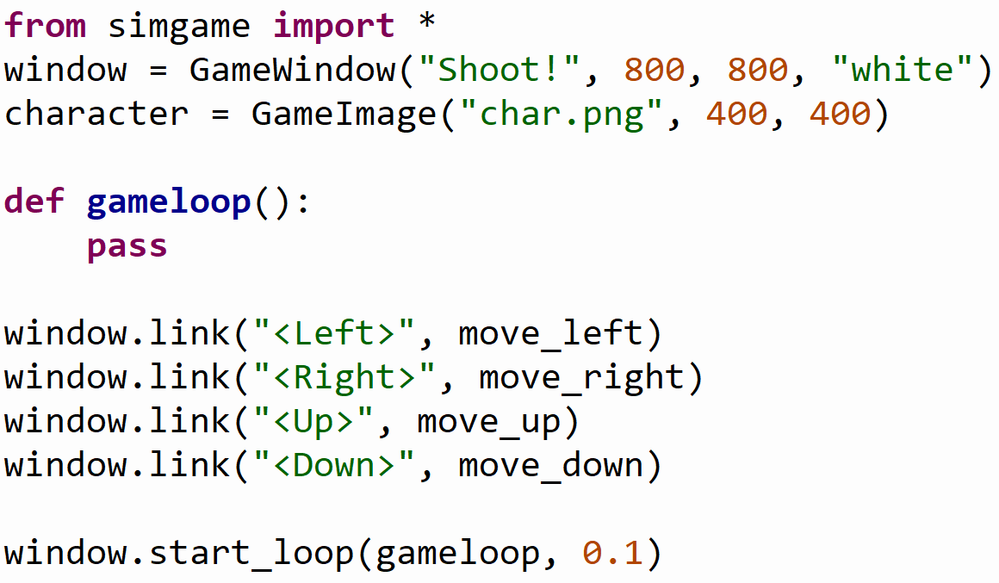 from simgame import *
window = GameWindow("Shoot!", 800, 800, "white")
character = GameImage("char.png", 400, 400)
def gameloop():
    pass
window.link("<Left>", move_left)
window.link("<Right>", move_right)
window.link("<Up>", move_up)
window.link("<Down>", move_down)
window.start_loop(gameloop, 0.1)